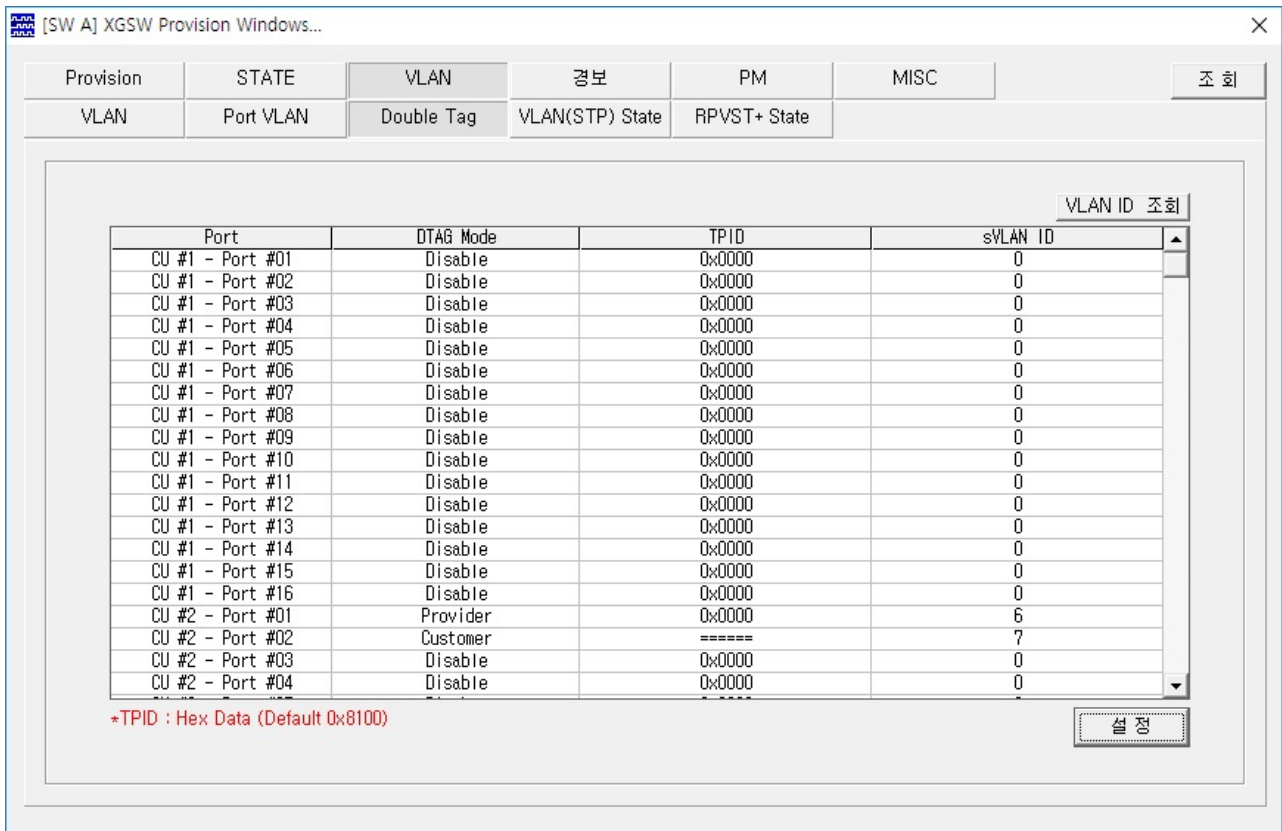 [SW A] XGSW Provision Windows...
Provision STATE VLAN 경보 PM MISC 조 회
VLAN Port VLAN Double Tag VLAN(STP) State RPVST+ State
VLAN ID 조회
Port DTAG Mode TPID sVLAN ID
CU #1 - Port #01 Disable 0x0000 0
CU #1 - Port #02 Disable 0x0000 0
CU #1 - Port #03 Disable 0x0000 0
CU #1 - Port #04 Disable 0x0000 0
CU #1 - Port #05 Disable 0x0000 0
CU #1 - Port #06 Disable 0x0000 0
CU #1 - Port #07 Disable 0x0000 0
CU #1 - Port #08 Disable 0x0000 0
CU #1 - Port #09 Disable 0x0000 0
CU #1 - Port #10 Disable 0x0000 0
CU #1 - Port #11 Disable 0x0000 0
CU #1 - Port #12 Disable 0x0000 0
CU #1 - Port #13 Disable 0x0000 0
CU #1 - Port #14 Disable 0x0000 0
CU #1 - Port #15 Disable 0x0000 0
CU #1 - Port #16 Disable 0x0000 0
CU #2 - Port #01 Provider 0x0000 6
CU #2 - Port #02 Customer ====== 7
CU #2 - Port #03 Disable 0x0000 0
CU #2 - Port #04 Disable 0x0000 0
*TPID : Hex Data (Default 0x8100)
설 정